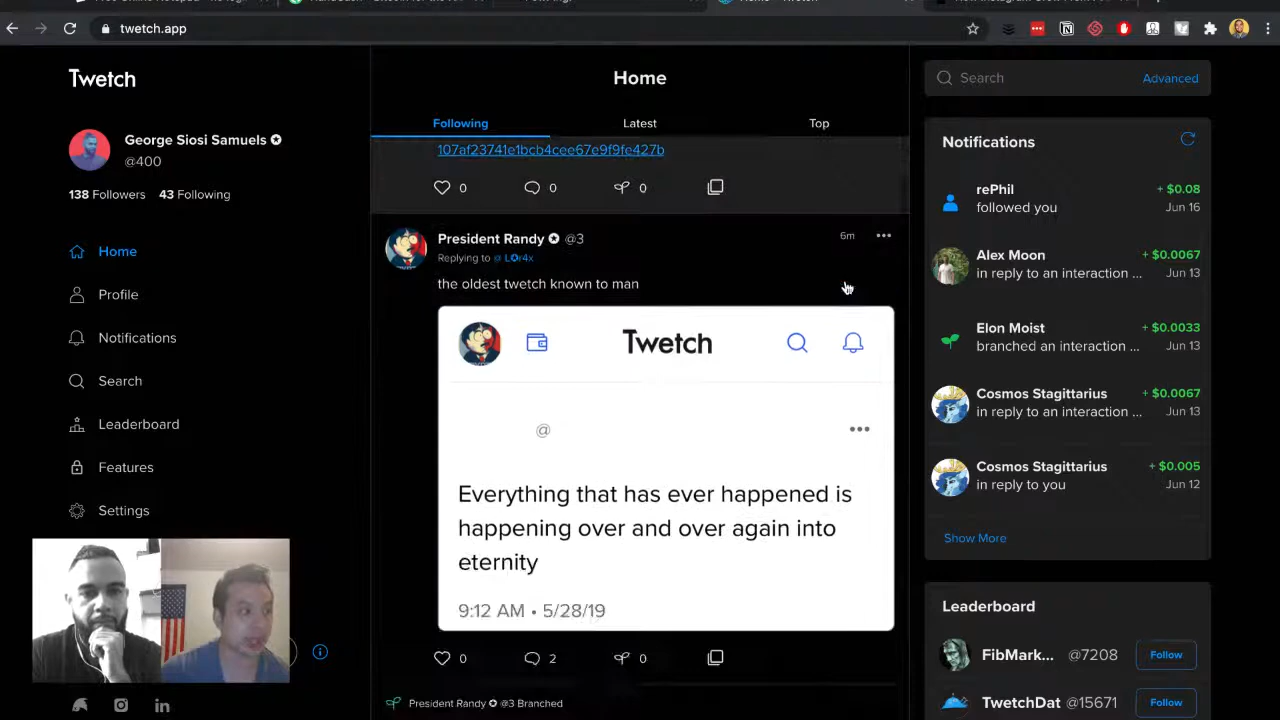 twetch.app
Twetch
George Siosi Samuels
@400
138 Followers 43 Following
Home
Profile
Notifications
Search
Leaderboard
Features
Settings
Home
Following
Latest
Top
107af23741e1bcb4cee67e9f9fe427b
0
0
0
President Randy @3
6m
Replying to @
the oldest twetch known to man
Twetch
@
Everything that has ever happened is
happening over and over again into
eternity
9:12 AM • 5/28/19
0
2
0
President Randy @3 Branched
Search
Advanced
Notifications
rePhil
+ $0.08
followed you
Jun 16
Alex Moon
+ $0.0067
in reply to an interaction ...
Jun 13
Elon Moist
+ $0.0033
branched an interaction ...
Jun 13
Cosmos Stagittarius
+ $0.0067
in reply to an interaction ...
Jun 13
Cosmos Stagittarius
+ $0.005
in reply to you
Jun 12
Show More
Leaderboard
FibMark... @7208
Follow
TwetchDat @15671
Follow